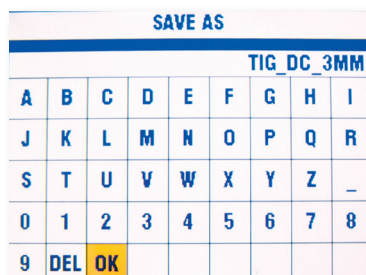 SAVE AS
TIG_DC_3MM
A B C D E F G H I
J K L M N O P Q R
S T U V W X Y Z _
0 1 2 3 4 5 6 7 8
9 DEL OK